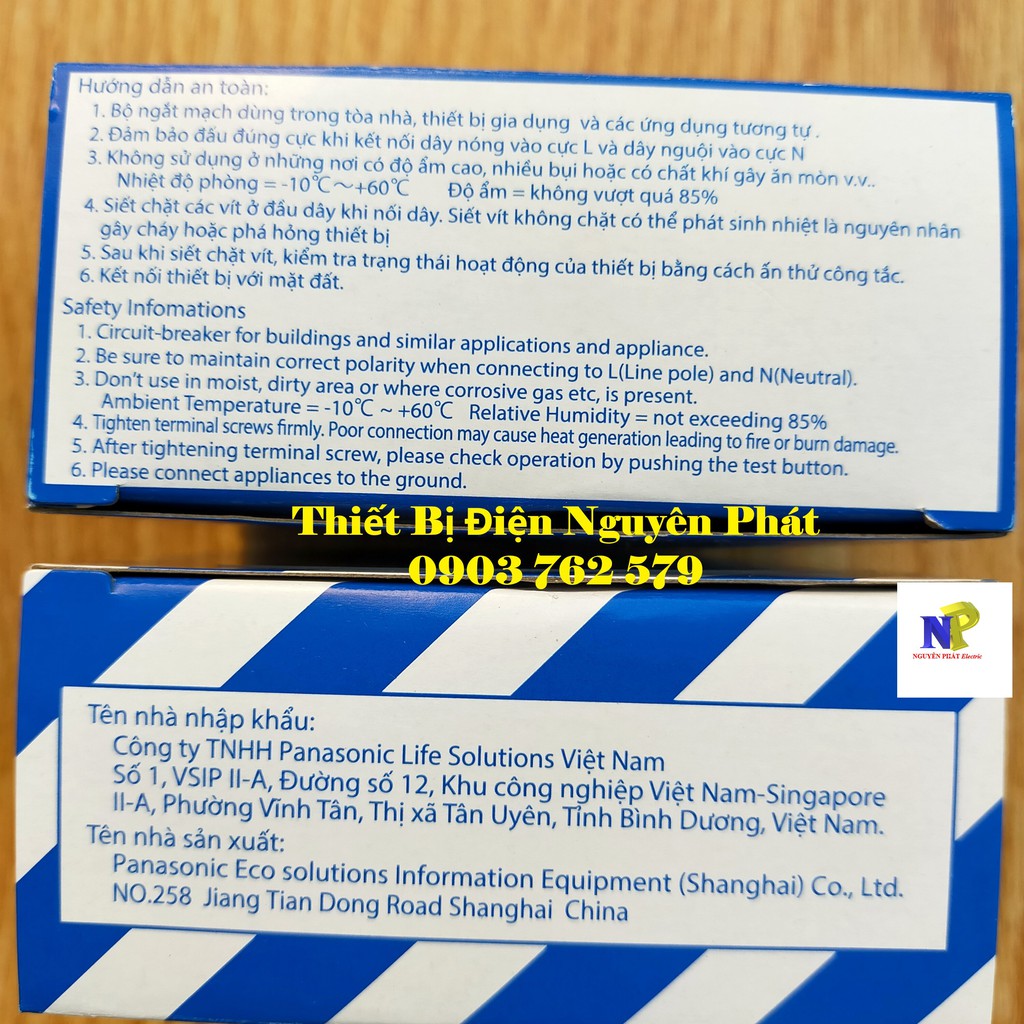 Hướng dẫn an toàn:
1. Bộ ngắt mạch dùng trong tòa nhà, thiết bị gia dụng và các ứng dụng tương tự .
2. Đảm bảo đấu đúng cực khi kết nối dây nóng vào cực L và dây nguội vào cực N
3. Không sử dụng ở những nơi có độ ẩm cao, nhiều bụi hoặc có chất khí gây ăn mòn v.v..
Nhiệt độ phòng = -10℃～+60℃ Độ ẩm = không vượt quá 85%
4. Siết chặt các vít ở đầu dây khi nối dây. Siết vít không chặt có thể phát sinh nhiệt là nguyên nhân
gây cháy hoặc phá hỏng thiết bị
5. Sau khi siết chặt vít, kiểm tra trạng thái hoạt động của thiết bị bằng cách ấn thử công tắc.
6. Kết nối thiết bị với mặt đất.
Safety Infomations
1. Circuit-breaker for buildings and similar applications and appliance.
2. Be sure to maintain correct polarity when connecting to L(Line pole) and N(Neutral).
3. Don't use in moist, dirty area or where corrosive gas etc, is present.
Ambient Temperature = -10℃ ~ +60℃ Relative Humidity = not exceeding 85%
4. Tighten terminal screws firmly. Poor connection may cause heat generation leading to fire or burn damage.
5. After tightening terminal screw, please check operation by pushing the test button.
6. Please connect appliances to the ground.
Thiết Bị Điện Nguyên Phát
0903 762 579
NP
NGUYÊN PHÁT Electric
Tên nhà nhập khẩu:
Công ty TNHH Panasonic Life Solutions Việt Nam
Số 1, VSIP II-A, Đường số 12, Khu công nghiệp Việt Nam-Singapore
II-A, Phường Vĩnh Tân, Thị xã Tân Uyên, Tỉnh Bình Dương, Việt Nam.
Tên nhà sản xuất:
Panasonic Eco solutions Information Equipment (Shanghai) Co., Ltd.
NO.258 Jiang Tian Dong Road Shanghai China